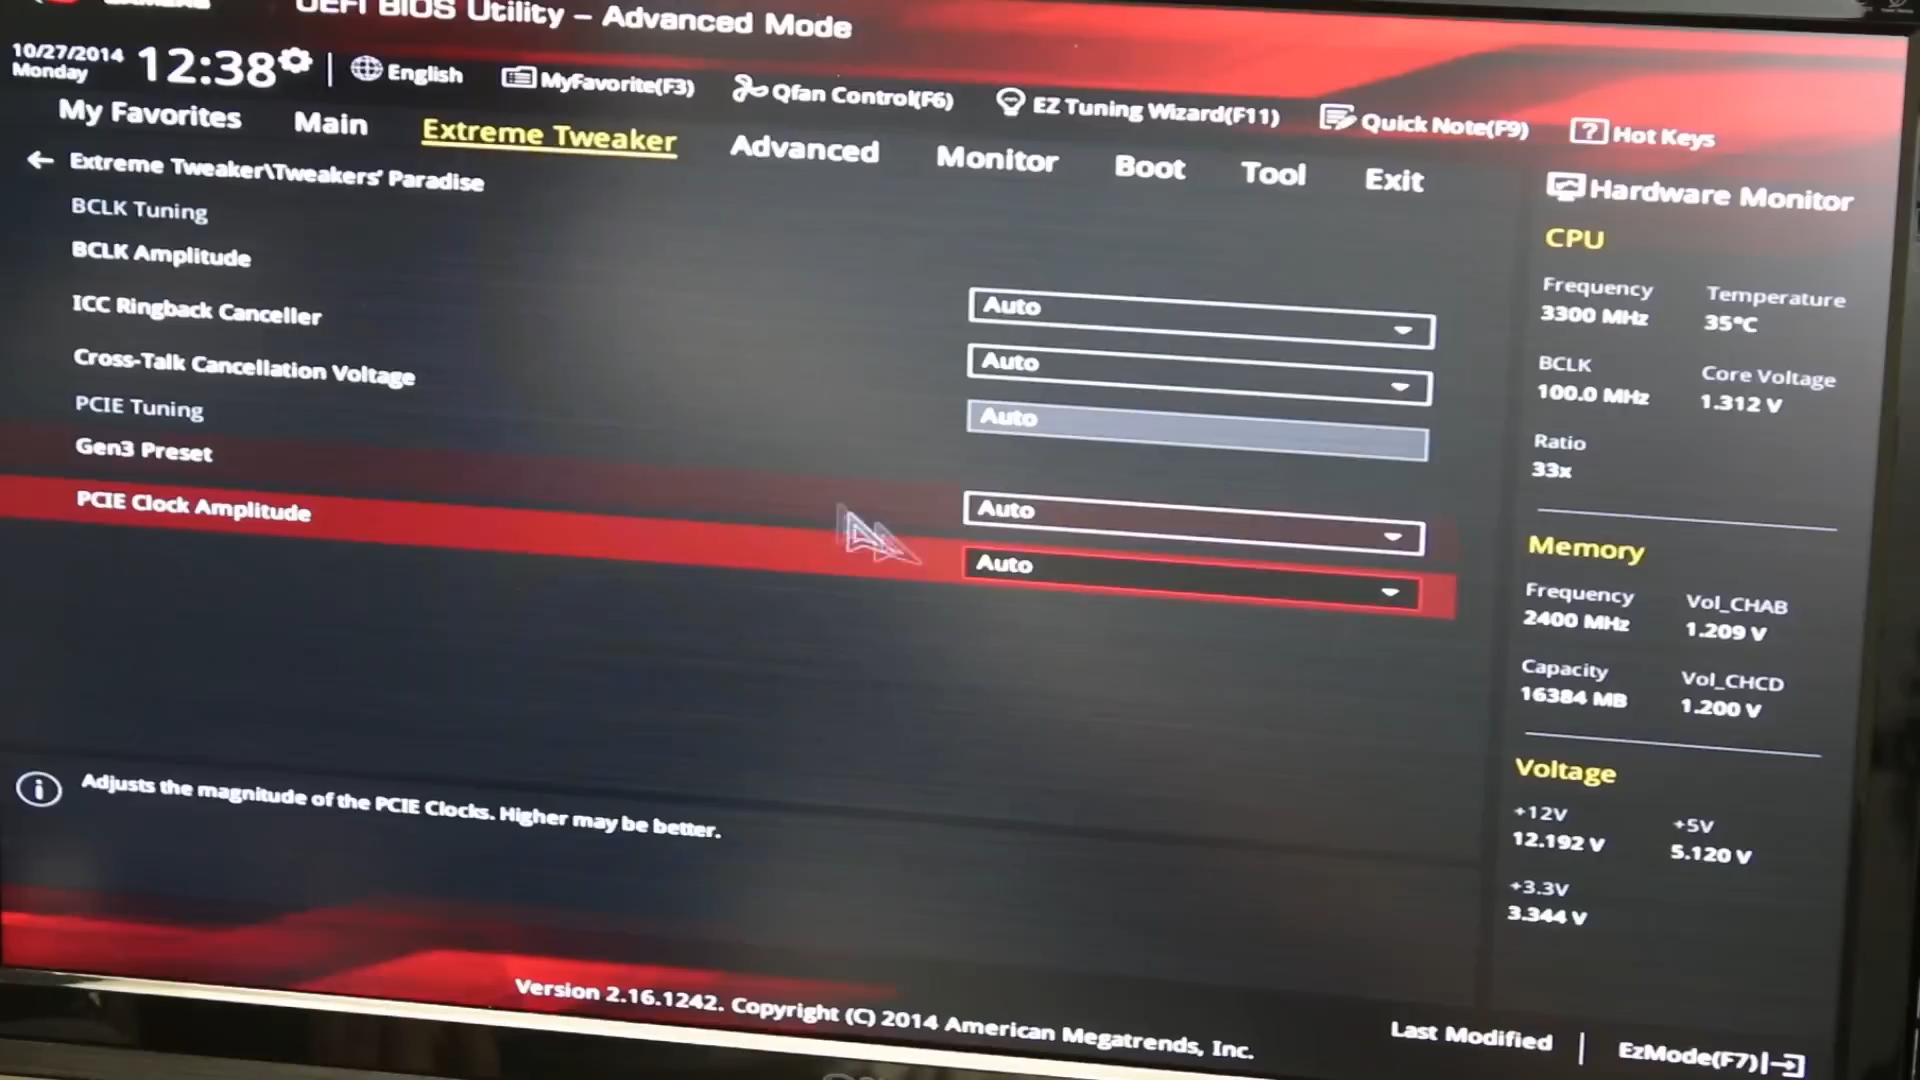 UEFI BIOS Utility – Advanced Mode
10/27/2014
Monday
12:38
English
MyFavorite(F3)
Qfan Control(F6)
EZ Tuning Wizard(F11)
Quick Note(F9)
? Hot Keys
My Favorites
Main
Extreme Tweaker
Advanced
Monitor
Boot
Tool
Exit
Extreme Tweaker\Tweakers' Paradise
BCLK Tuning
BCLK Amplitude
Auto
ICC Ringback Canceller
Auto
Cross-Talk Cancellation Voltage
Auto
PCIE Tuning
Gen3 Preset
Auto
PCIE Clock Amplitude
Auto
Adjusts the magnitude of the PCIE Clocks. Higher may be better.
Hardware Monitor
CPU
Frequency Temperature
3300 MHz 35°C
BCLK Core Voltage
100.0 MHz 1.312 V
Ratio
33x
Memory
Frequency Vol_CHAB
2400 MHz 1.209 V
Capacity Vol_CHCD
16384 MB 1.200 V
Voltage
+12V +5V
12.192 V 5.120 V
+3.3V
3.344 V
Version 2.16.1242. Copyright (C) 2014 American Megatrends, Inc.
Last Modified
EzMode(F7)